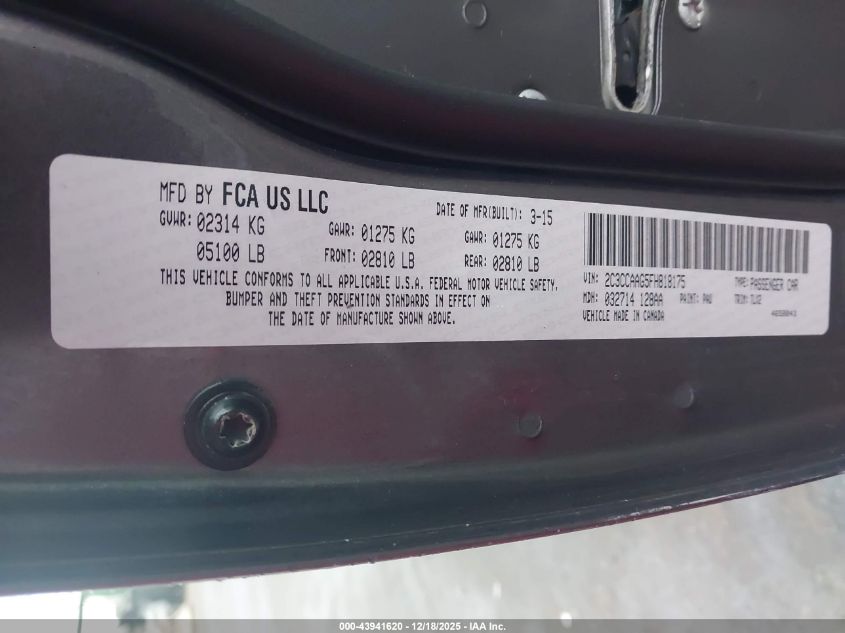 MFD BY FCA US LLC
DATE OF MFR(BUILT): 3-15
GVWR: 02314 KG GAWR: 01275 KG GAWR: 01275 KG
05100 LB FRONT: 02810 LB REAR: 02810 LB
THIS VEHICLE CONFORMS TO ALL APPLICABLE U.S.A. FEDERAL MOTOR VEHICLE SAFETY,
BUMPER AND THEFT PREVENTION STANDARDS IN EFFECT ON
THE DATE OF MANUFACTURE SHOWN ABOVE.
VIN: 2C3CCAAG5FH818175 TYPE: PASSENGER CAR
MDH: 032714 128AA PAINT: PAU TRIM: TLV2
VEHICLE MADE IN CANADA
000-43941620 - 12/18/2025 - IAA Inc.